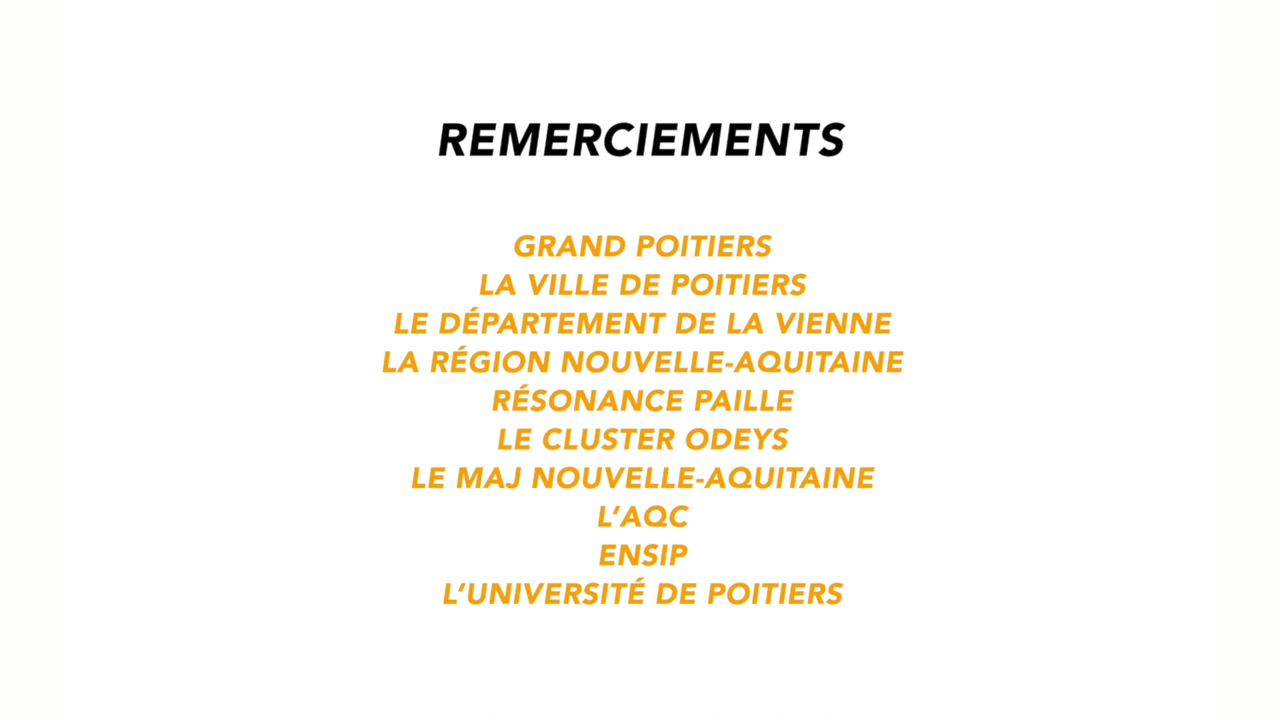 REMERCIEMENTS
GRAND POITIERS
LA VILLE DE POITIERS
LE DÉPARTEMENT DE LA VIENNE
LA RÉGION NOUVELLE-AQUITAINE
RÉSONANCE PAILLE
LE CLUSTER ODEYS
LE MAJ NOUVELLE-AQUITAINE
L’AQC
ENSIP
L’UNIVERSITÉ DE POITIERS